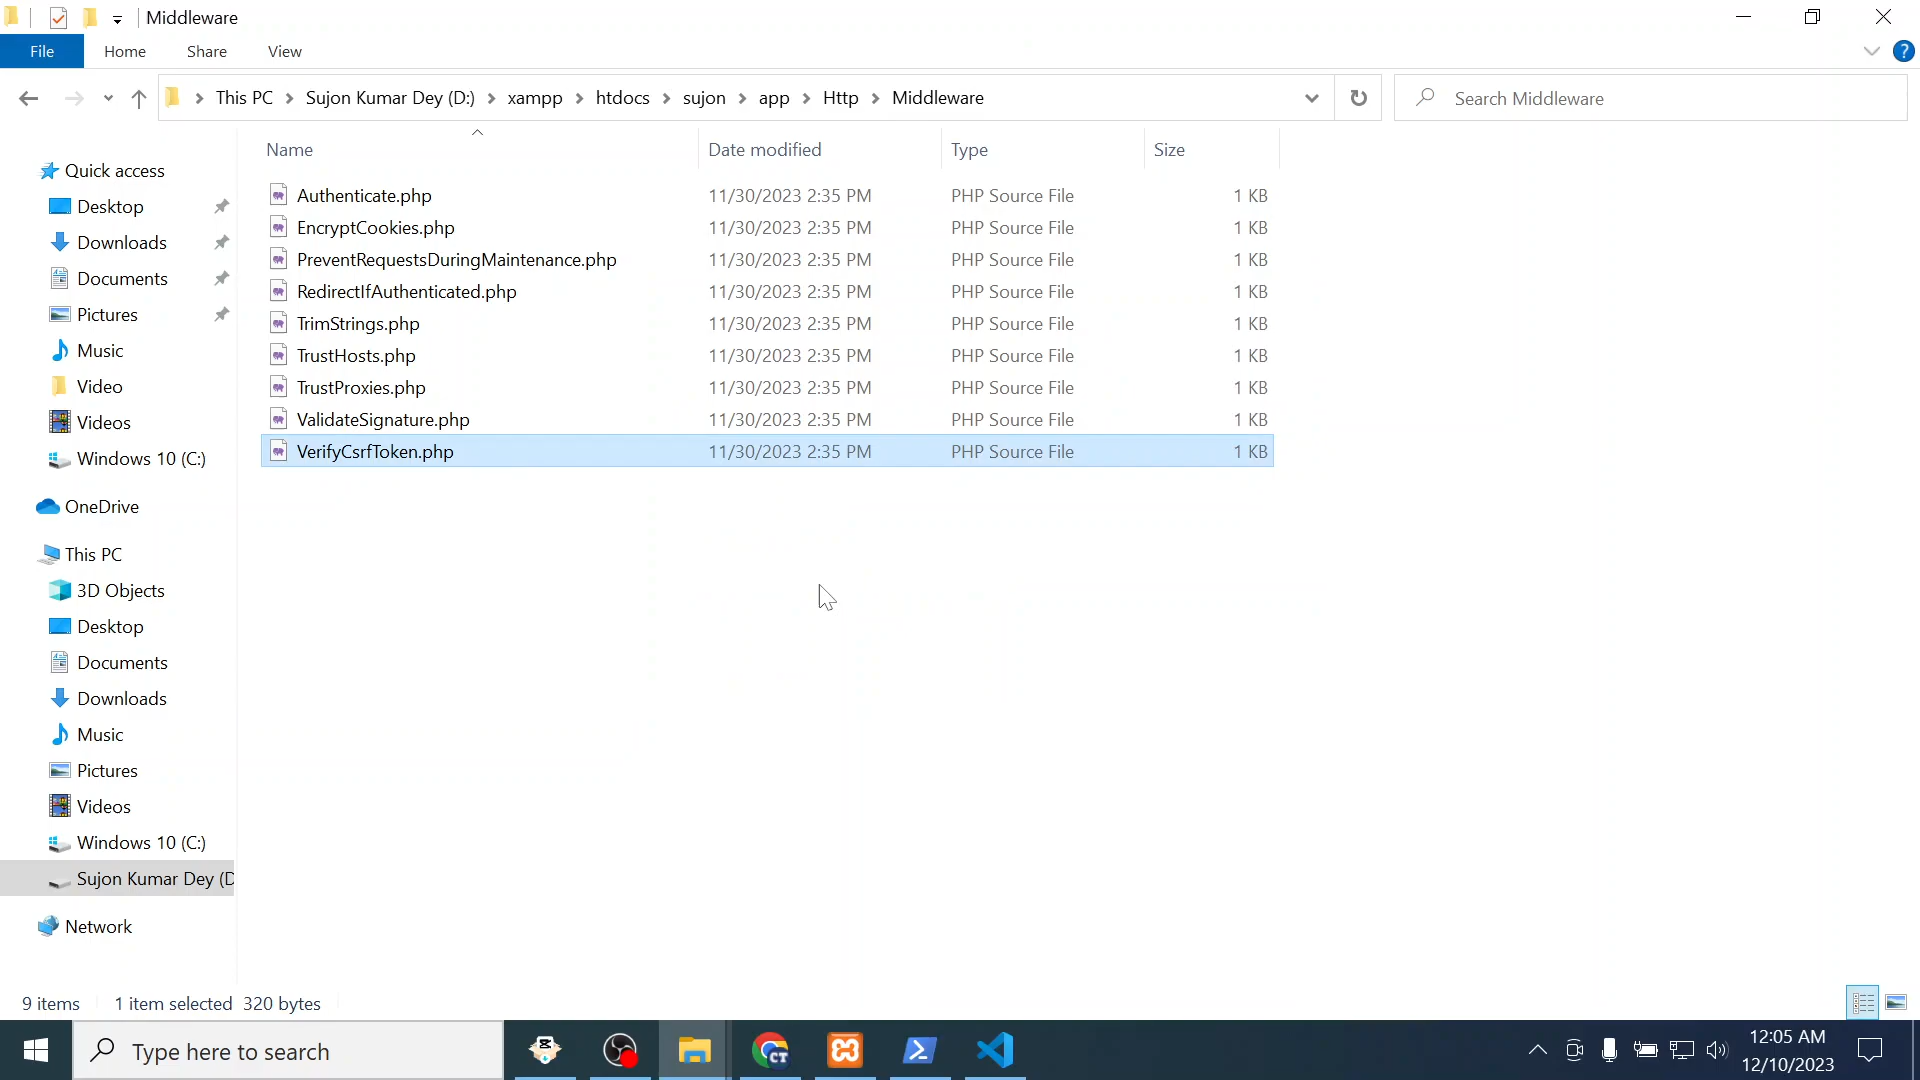 Middleware
File Home Share View
This PC Sujon Kumar Dey (D:) xampp htdocs sujon app Http Middleware
Search Middleware
Name Date modified Type Size
Quick access
Desktop
Downloads
Documents
Pictures
Music
Video
Videos
Windows 10 (C:)
OneDrive
This PC
3D Objects
Desktop
Documents
Downloads
Music
Pictures
Videos
Windows 10 (C:)
Sujon Kumar Dey (D
Network
Authenticate.php 11/30/2023 2:35 PM PHP Source File 1 KB
EncryptCookies.php 11/30/2023 2:35 PM PHP Source File 1 KB
PreventRequestsDuringMaintenance.php 11/30/2023 2:35 PM PHP Source File 1 KB
RedirectIfAuthenticated.php 11/30/2023 2:35 PM PHP Source File 1 KB
TrimStrings.php 11/30/2023 2:35 PM PHP Source File 1 KB
TrustHosts.php 11/30/2023 2:35 PM PHP Source File 1 KB
TrustProxies.php 11/30/2023 2:35 PM PHP Source File 1 KB
ValidateSignature.php 11/30/2023 2:35 PM PHP Source File 1 KB
VerifyCsrfToken.php 11/30/2023 2:35 PM PHP Source File 1 KB
9 items 1 item selected 320 bytes
Type here to search
CT
12:05 AM
12/10/2023